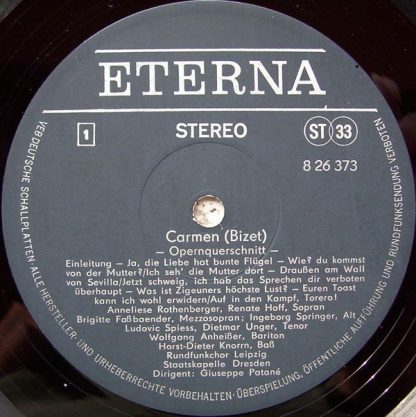 ETERNA
1 STEREO ST 33
8 26 373
Carmen (Bizet)
— Opernquerschnitt —
Einleitung – Ja, die Liebe hat bunte Flügel – Wie? du kommst
von der Mutter?/Ich seh' die Mutter dort – Draußen am Wall
von Sevilla/Jetzt schweig, ich hab das Sprechen dir verboten
überhaupt – Was ist Zigeuners höchste Lust? – Euren Toast
kann ich wohl erwidern/Auf in den Kampf, Torero!
Anneliese Rothenberger, Renate Hoff, Sopran
Brigitte Faßbaender, Mezzosopran; Ingeborg Springer, Alt
Ludovic Spiess, Dietmar Unger, Tenor
Wolfgang Anheißer, Bariton
Horst-Dieter Knorrn, Baß
Rundfunkchor Leipzig
Staatskapelle Dresden
Dirigent: Giuseppe Patané
VEB DEUTSCHE SCHALLPLATTEN · ALLE HERSTELLER- UND URHEBERRECHTE VORBEHALTEN · ÜBERSPIELUNG, ÖFFENTLICHE AUFFÜHRUNG UND RUNDFUNKSENDUNG VERBOTEN